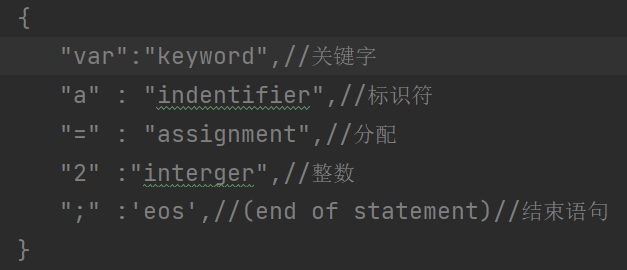 {
"var":"keyword",//关键字
"a" : "indentifier",//标识符
"=" : "assignment",//分配
"2" :"interger",//整数
";" :'eos',//(end of statement)//结束语句
}